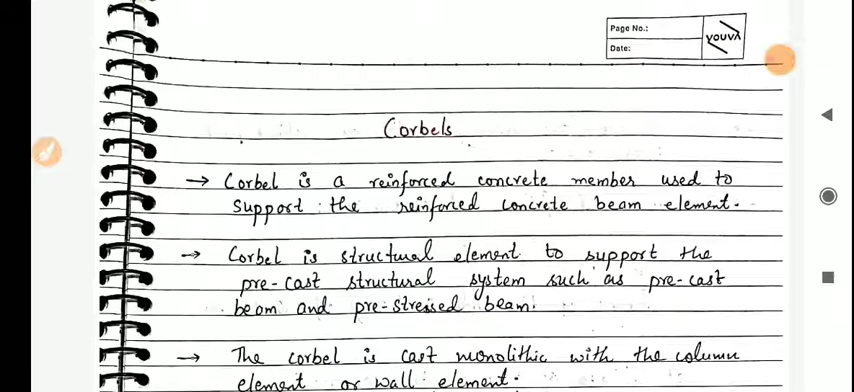 Page No.:
Date:
YOUVA
Corbels
→ Corbel is a reinforced concrete member used to
support the reinforced concrete beam element.
→ Corbel is structural element to support the
pre-cast structural system such as pre-cast
beam and pre-stressed beam.
→ The corbel is cast monolithic with the column
element or wall element.